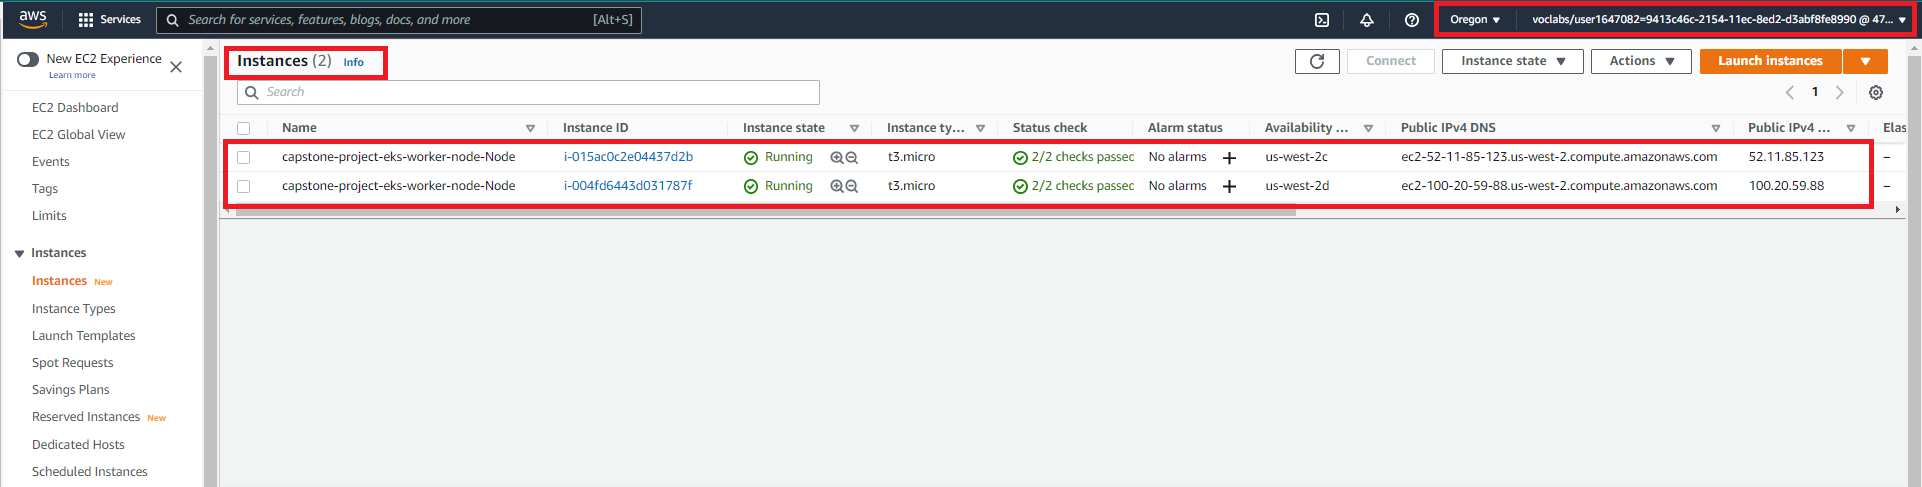 aws Services Search for services, features, blogs, docs, and more [Alt+S] Oregon voclabs/user1647082=9413c46c-2154-11ec-8ed2-d3abf8fe8990 @ 47...
New EC2 Experience
Learn more
EC2 Dashboard
EC2 Global View
Events
Tags
Limits
Instances
Instances New
Instance Types
Launch Templates
Spot Requests
Savings Plans
Reserved Instances New
Dedicated Hosts
Scheduled Instances
Instances (2) Info Connect Instance state Actions Launch instances
Search 1
Name Instance ID Instance state Instance ty... Status check Alarm status Availability ... Public IPv4 DNS Public IPv4 ... Elas
capstone-project-eks-worker-node-Node i-015ac0c2e04437d2b Running t3.micro 2/2 checks passed No alarms + us-west-2c ec2-52-11-85-123.us-west-2.compute.amazonaws.com 52.11.85.123 –
capstone-project-eks-worker-node-Node i-004fd6443d031787f Running t3.micro 2/2 checks passed No alarms + us-west-2d ec2-100-20-59-88.us-west-2.compute.amazonaws.com 100.20.59.88 –